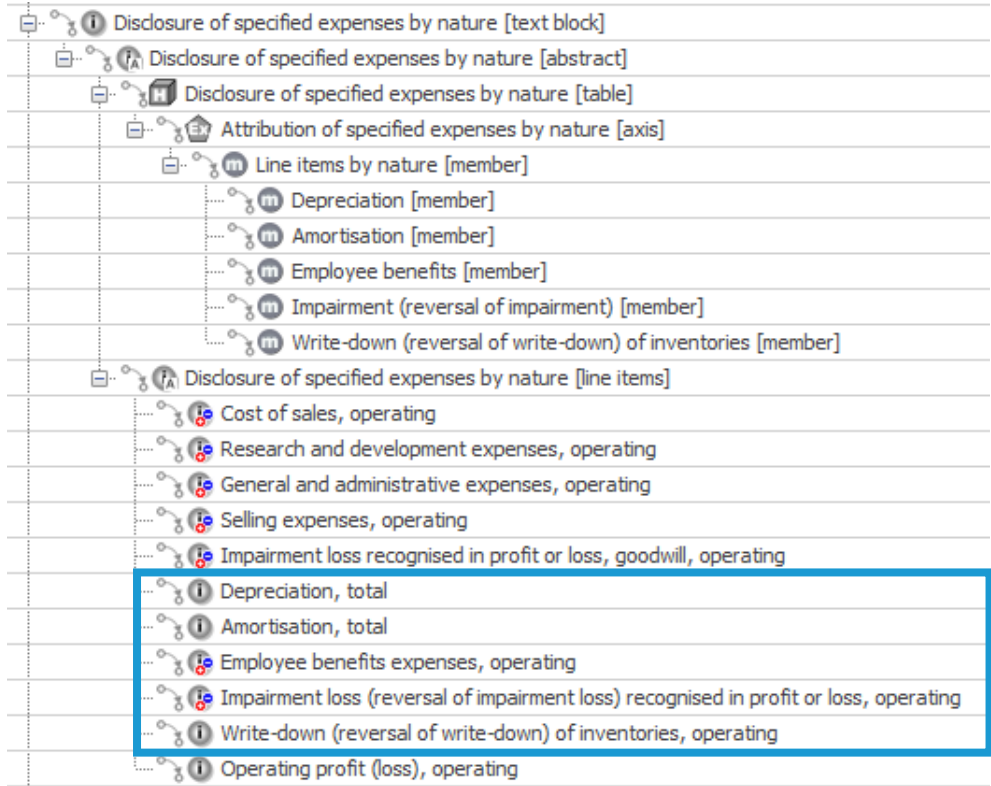 Disclosure of specified expenses by nature [text block]
Disclosure of specified expenses by nature [abstract]
Disclosure of specified expenses by nature [table]
Attribution of specified expenses by nature [axis]
Line items by nature [member]
Depreciation [member]
Amortisation [member]
Employee benefits [member]
Impairment (reversal of impairment) [member]
Write-down (reversal of write-down) of inventories [member]
Disclosure of specified expenses by nature [line items]
Cost of sales, operating
Research and development expenses, operating
General and administrative expenses, operating
Selling expenses, operating
Impairment loss recognised in profit or loss, goodwill, operating
Depreciation, total
Amortisation, total
Employee benefits expenses, operating
Impairment loss (reversal of impairment loss) recognised in profit or loss, operating
Write-down (reversal of write-down) of inventories, operating
Operating profit (loss), operating